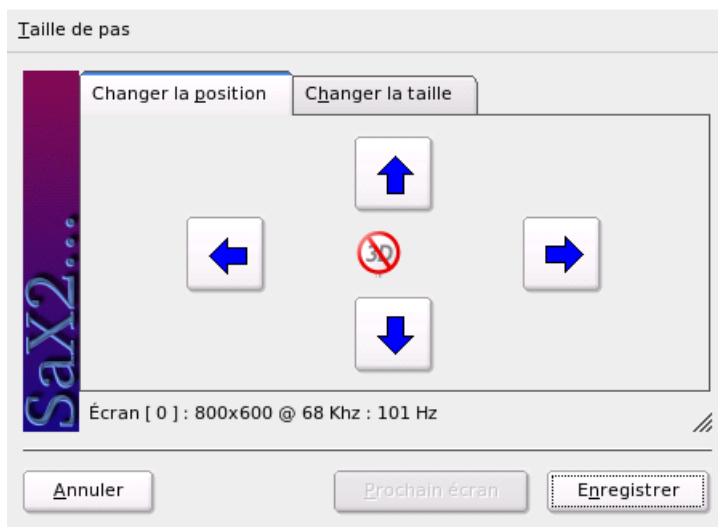 Taille de pas
Changer la position
Changer la taille
3D
SaX2...
Écran [ 0 ] : 800x600 @ 68 Khz : 101 Hz
Annuler
Prochain écran
Enregistrer